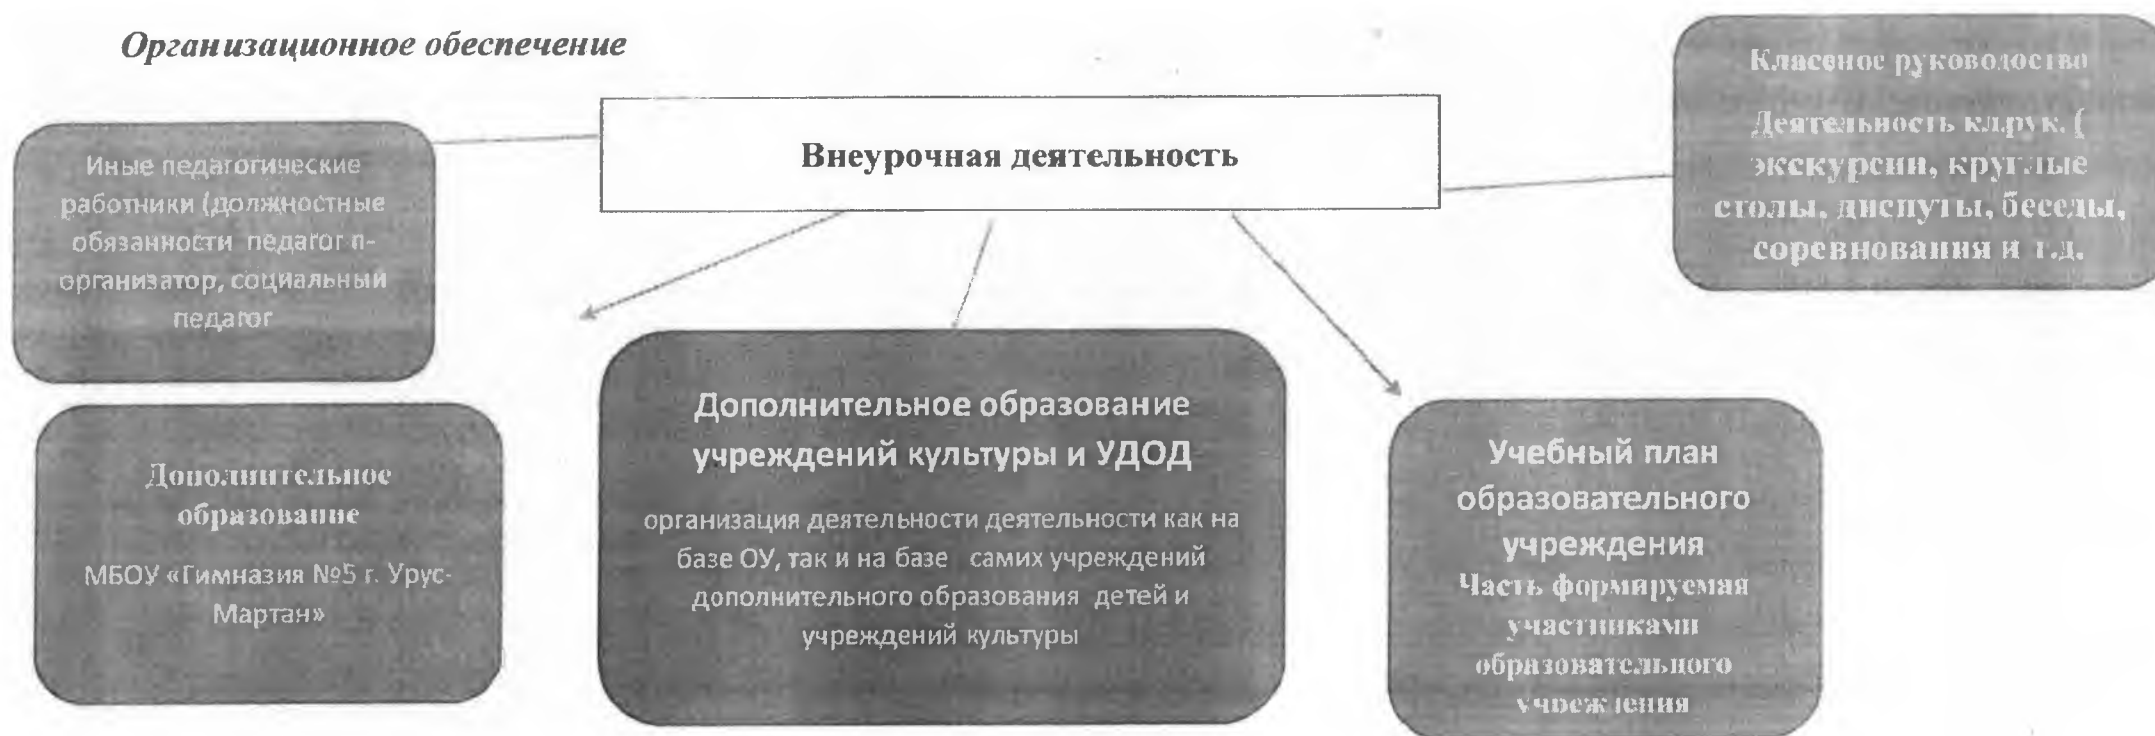 Организационное обеспечение
Внеурочная деятельность
Иные педагогические
работники (должностные
обязанности педагог п-
организатор, социальный
педагог
Классное руководство
Деятельность кл.рук. (
экскурсии, круглые
столы, диспуты, беседы,
соревнования и т.д.
Дополнительное
образование
МБОУ «Гимназия №5 г. Урус-
Мартан»
Дополнительное образование
учреждений культуры и УДОД
организация деятельности деятельности как на
базе ОУ, так и на базе самих учреждений
дополнительного образования детей и
учреждений культуры
Учебный план
образовательного
учреждения
Часть формируемая
участниками
образовательного
учреждения